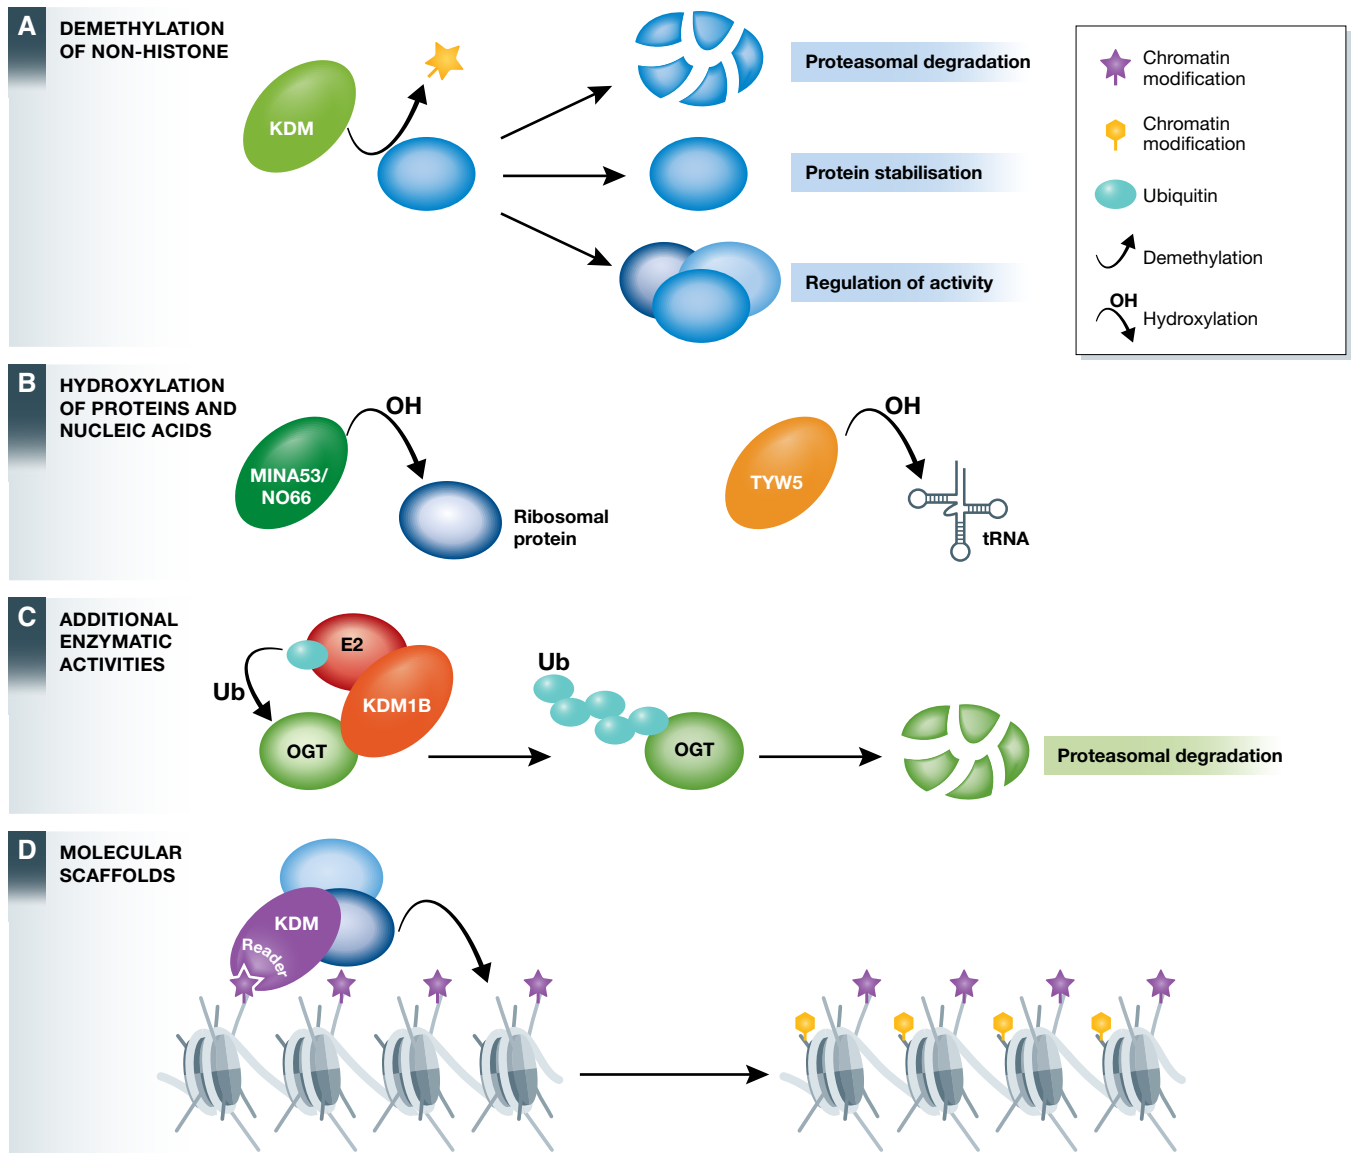 A
DEMETHYLATION
OF NON-HISTONE
KDM
Proteasomal degradation
Protein stabilisation
Regulation of activity
Chromatin
modification
Chromatin
modification
Ubiquitin
Demethylation
OH
Hydroxylation
B
HYDROXYLATION
OF PROTEINS AND
NUCLEIC ACIDS
OH
MINA53/
NO66
Ribosomal
protein
OH
TYW5
tRNA
C
ADDITIONAL
ENZYMATIC
ACTIVITIES
E2
Ub
KDM1B
OGT
Ub
OGT
Proteasomal degradation
D
MOLECULAR
SCAFFOLDS
KDM
Reader